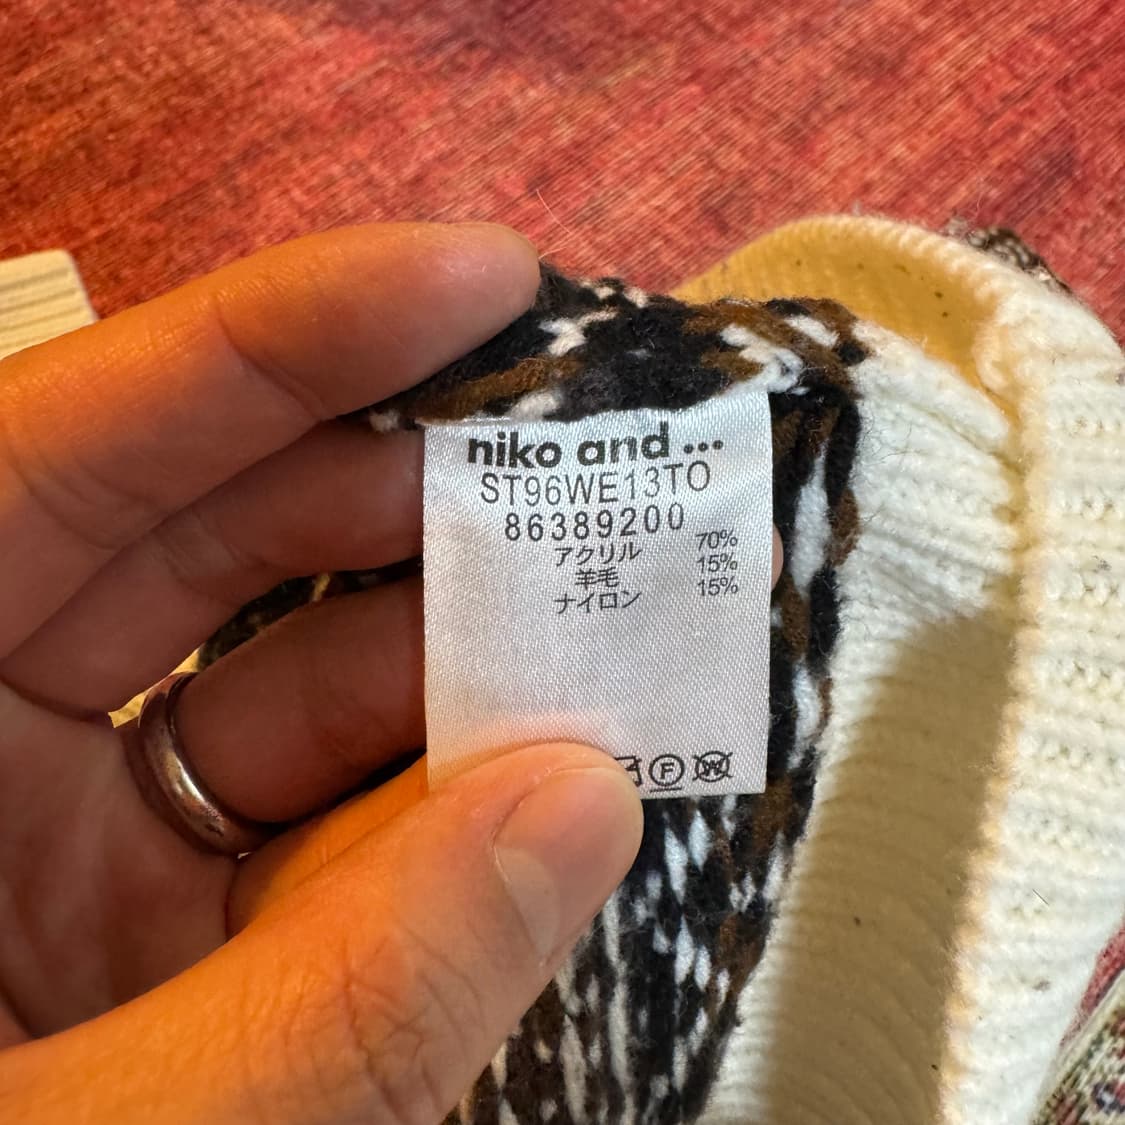 niko and ...
ST96WE13TO
86389200
アクリル 70%
羊毛 15%
ナイロン 15%
F W